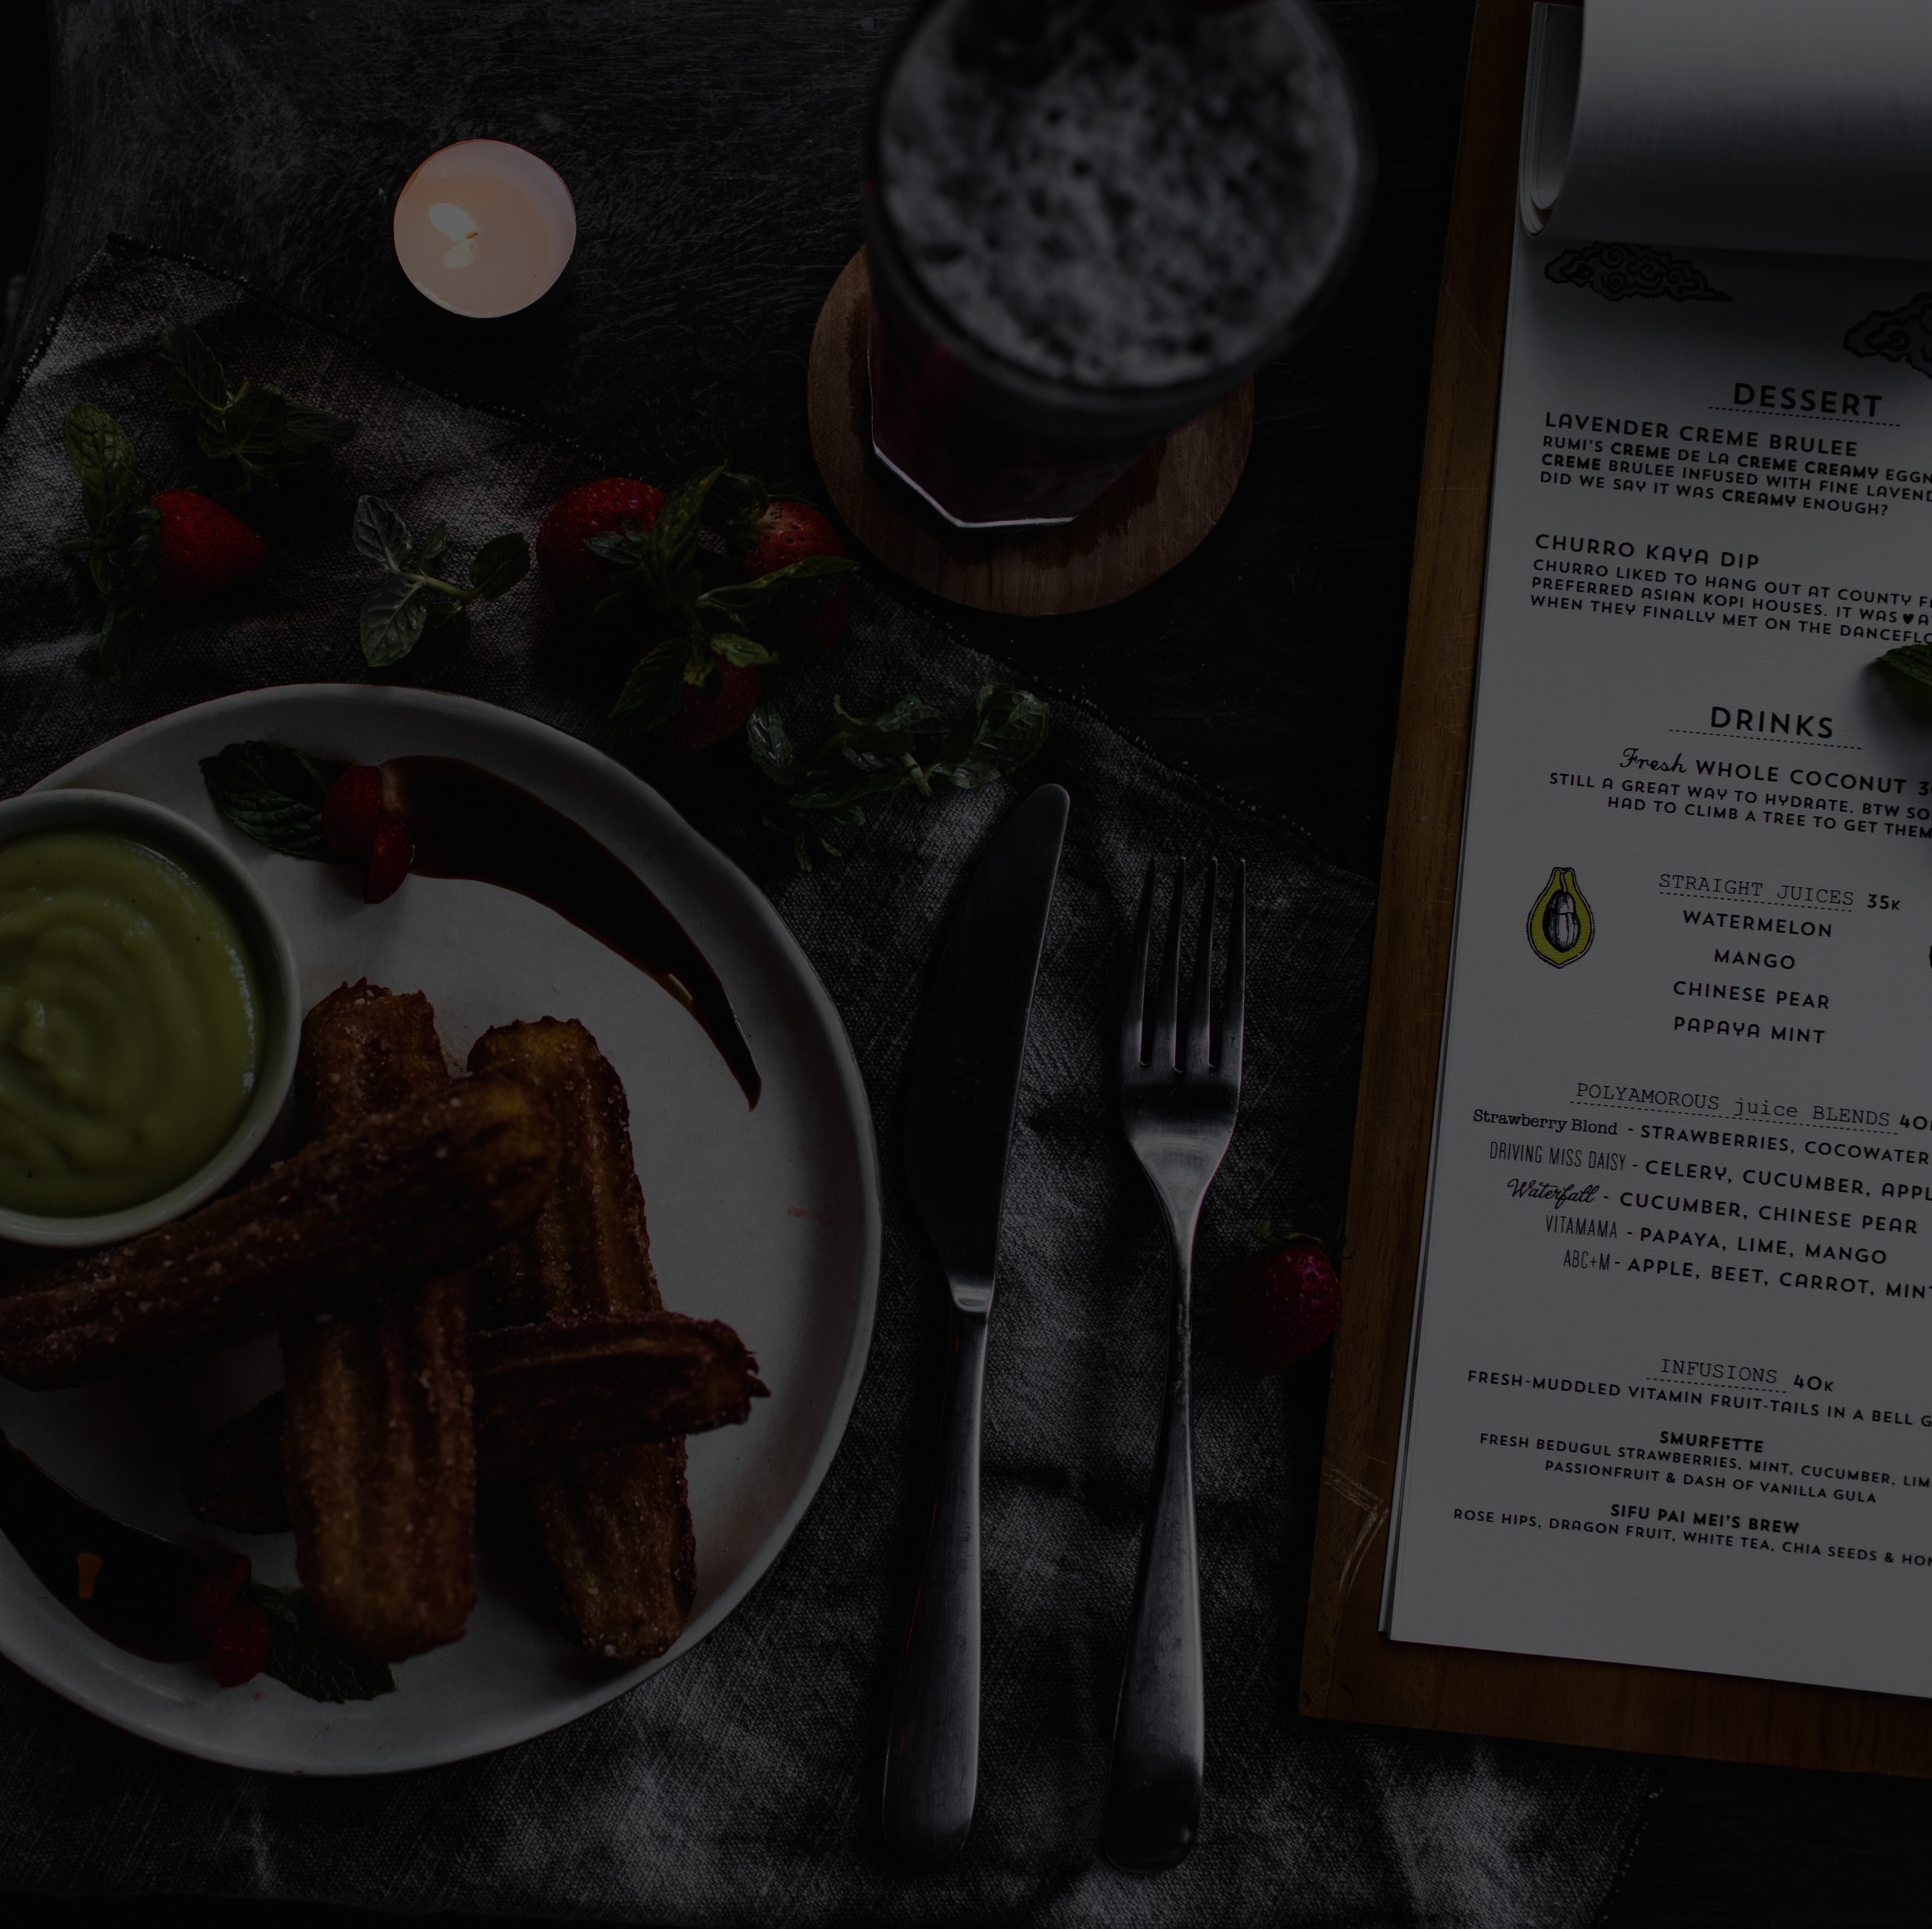 DESSERT
LAVENDER CREME BRULEE
RUMI'S CREME DE LA CREME CREAMY
CREME BRULEE INFUSED WITH FINE
DID WE SAY IT WAS CREAMY ENOUGH?
CHURRO KAYA DIP
CHURRO LIKED TO HANG OUT AT COUNTY
PREFERRED ASIAN KOPI HOUSES. IT WAS ♥
WHEN THEY FINALLY MET ON THE
DRINKS
Fresh WHOLE COCONUT
STILL A GREAT WAY TO HYDRATE. BTW
HAD TO CLIMB A TREE TO GET THEM
STRAIGHT JUICES 35K
WATERMELON
MANGO
CHINESE PEAR
PAPAYA MINT
POLYAMOROUS juice BLENDS
Strawberry Blond - STRAWBERRIES, COCOWATER
DRIVING MISS DAISY - CELERY, CUCUMBER,
Waterfall - CUCUMBER, CHINESE PEAR
VITAMAMA - PAPAYA, LIME, MANGO
ABC+M - APPLE, BEET, CARROT, MINT
INFUSIONS 40K
FRESH-MUDDLED VITAMIN FRUIT-TAILS IN A BELL
SMURFETTE
FRESH BEDUGUL STRAWBERRIES, MINT, CUCUMBER,
PASSIONFRUIT & DASH OF VANILLA GULA
SIFU PAI MEI'S BREW
ROSE HIPS, DRAGON FRUIT, WHITE TEA, CHIA SEEDS &